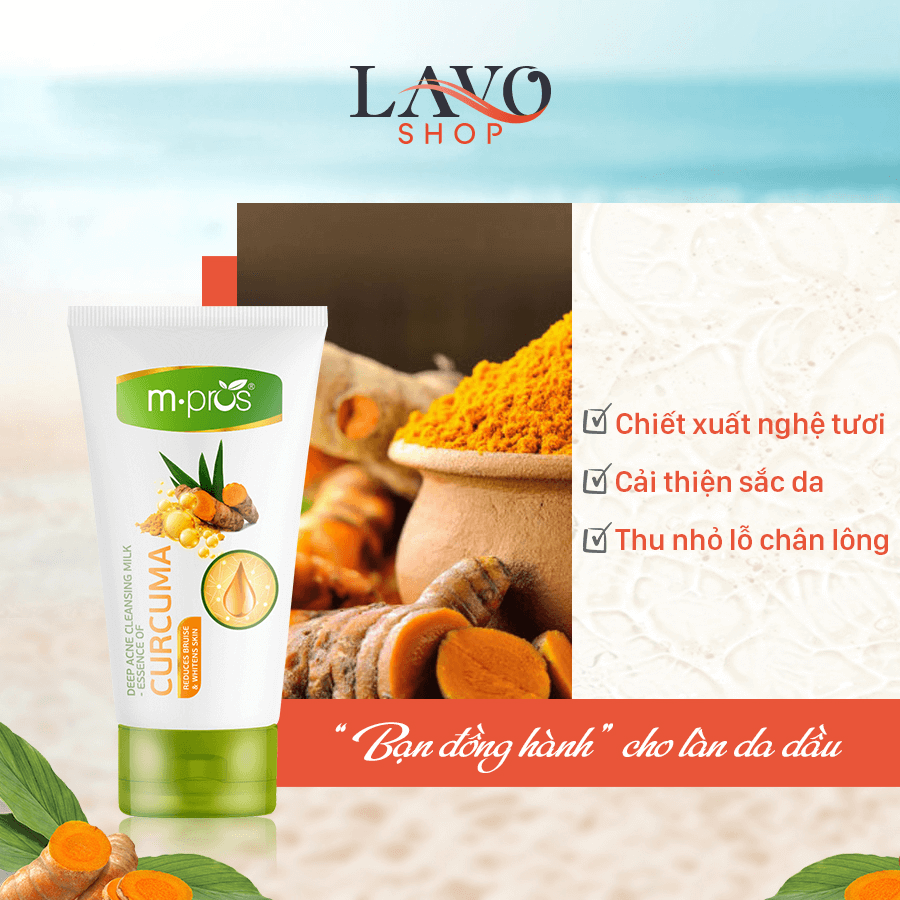 LAVO
SHOP
m·pros®
DEEP ACNE CLEANSING MILK
- ESSENCE OF
CURCUMA
REDUCES BRUISE
& WHITENS SKIN
Chiết xuất nghệ tươi
Cải thiện sắc da
Thu nhỏ lỗ chân lông
“Bạn đồng hành” cho làn da dầu